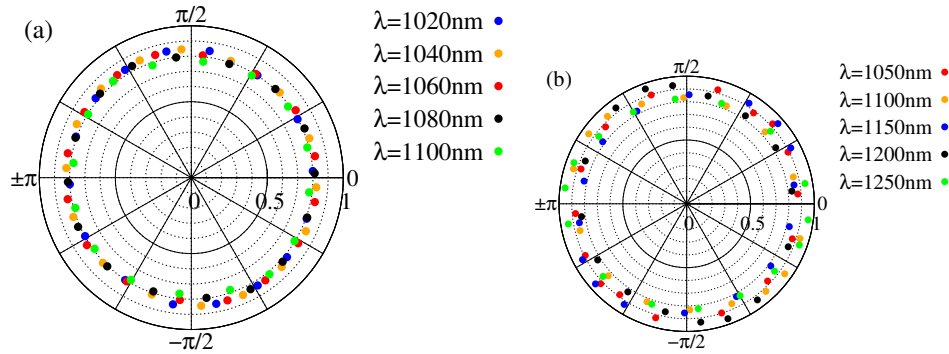 (a)
π/2
±π
0
0
0.5
1
−π/2
λ=1020nm
λ=1040nm
λ=1060nm
λ=1080nm
λ=1100nm
(b)
π/2
±π
0
0
0.5
1
−π/2
λ=1050nm
λ=1100nm
λ=1150nm
λ=1200nm
λ=1250nm